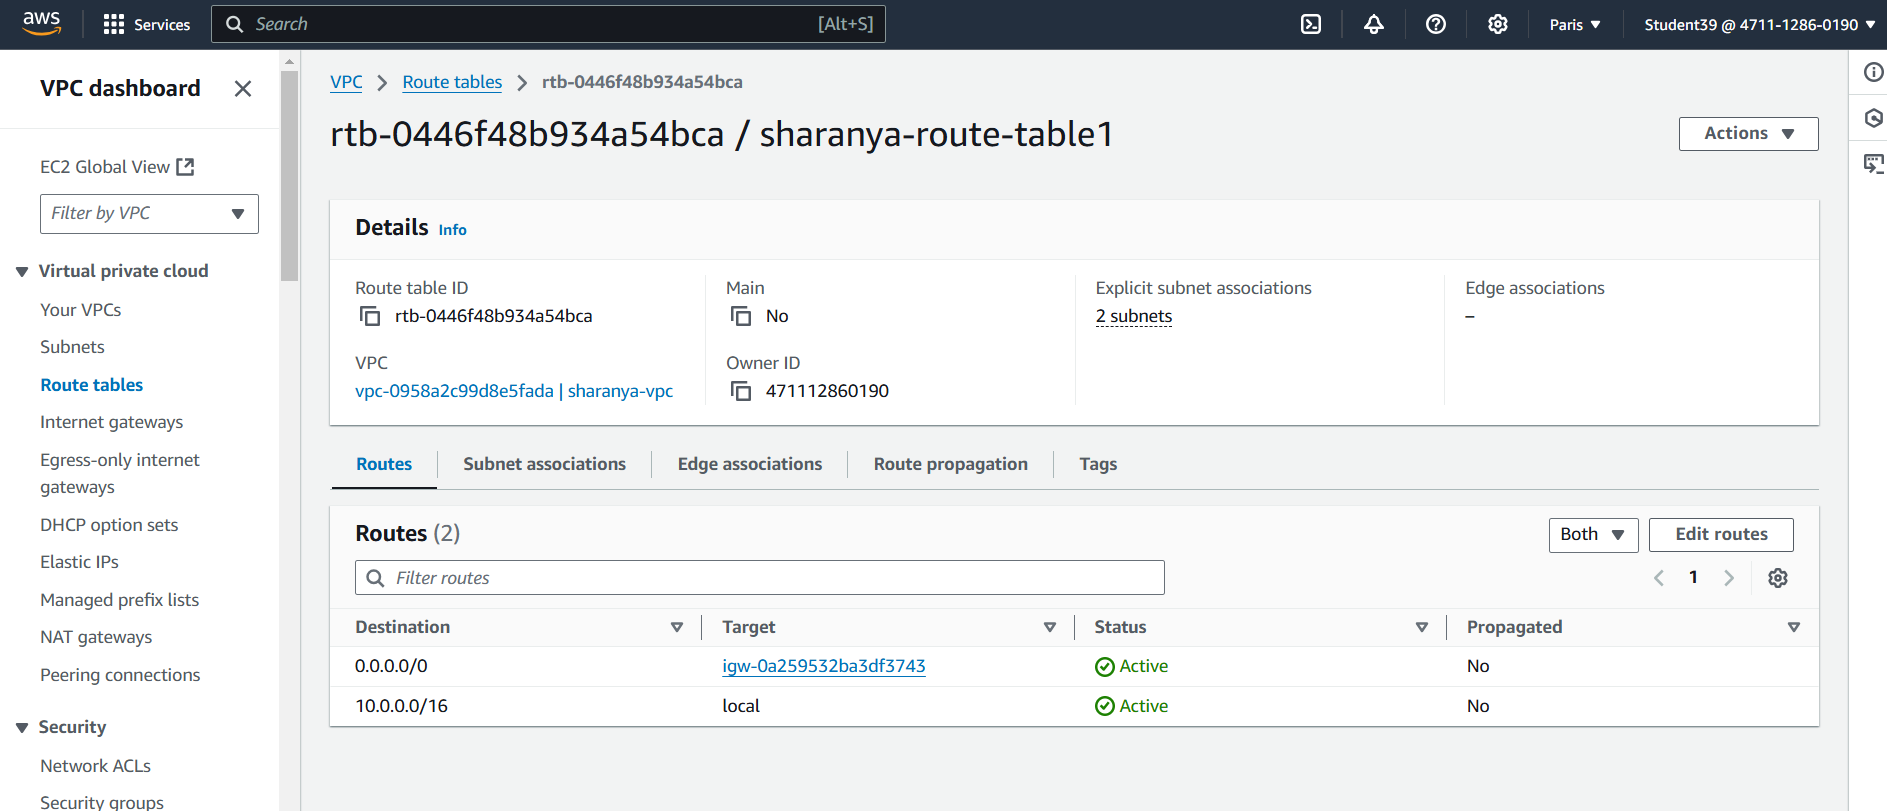 aws
Services
Search
[Alt+S]
Paris
Student39 @ 4711-1286-0190
VPC dashboard
EC2 Global View
Filter by VPC
Virtual private cloud
Your VPCs
Subnets
Route tables
Internet gateways
Egress-only internet
gateways
DHCP option sets
Elastic IPs
Managed prefix lists
NAT gateways
Peering connections
Security
Network ACLs
Security groups
VPC > Route tables > rtb-0446f48b934a54bca
rtb-0446f48b934a54bca / sharanya-route-table1
Actions
Details Info
Route table ID
rtb-0446f48b934a54bca
Main
No
Explicit subnet associations
2 subnets
Edge associations
–
VPC
vpc-0958a2c99d8e5fada | sharanya-vpc
Owner ID
471112860190
Routes
Subnet associations
Edge associations
Route propagation
Tags
Routes (2)
Both
Edit routes
Filter routes
1
Destination Target Status Propagated
0.0.0.0/0 igw-0a259532ba3df3743 Active No
10.0.0.0/16 local Active No